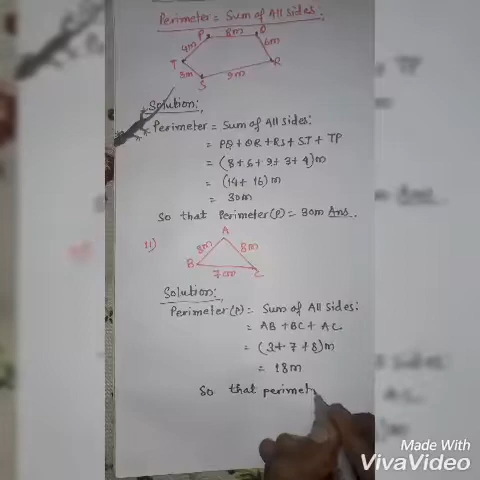 Perimeter = Sum of All sides.
P 8m Q
4m 6m
T R
3m S 9m
Solution:
Perimeter = Sum of All sides:
= PQ + QR + RS + ST + TP
= (8 + 6 + 9 + 3 + 4)m
= (14 + 16)m
= 30m
So that Perimeter(P) = 30m Ans.
11)
A
3m 8m
B 7cm C
Solution:
Perimeter(P) = Sum of All sides:
= AB + BC + AC
= (3 + 7 + 8)m
= 18m
So that perimet
Made With
VivaVideo